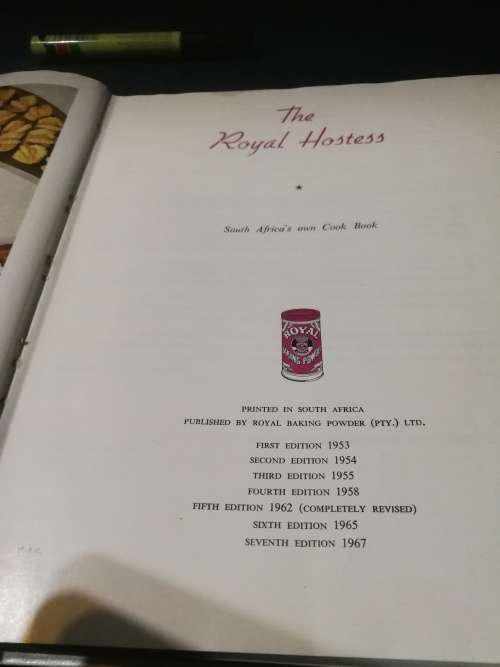 The
Royal Hostess
South Africa's own Cook Book
ROYAL
BAKING POWDER
PRINTED IN SOUTH AFRICA
PUBLISHED BY ROYAL BAKING POWDER (PTY.) LTD.
FIRST EDITION 1953
SECOND EDITION 1954
THIRD EDITION 1955
FOURTH EDITION 1958
FIFTH EDITION 1962 (COMPLETELY REVISED)
SIXTH EDITION 1965
SEVENTH EDITION 1967